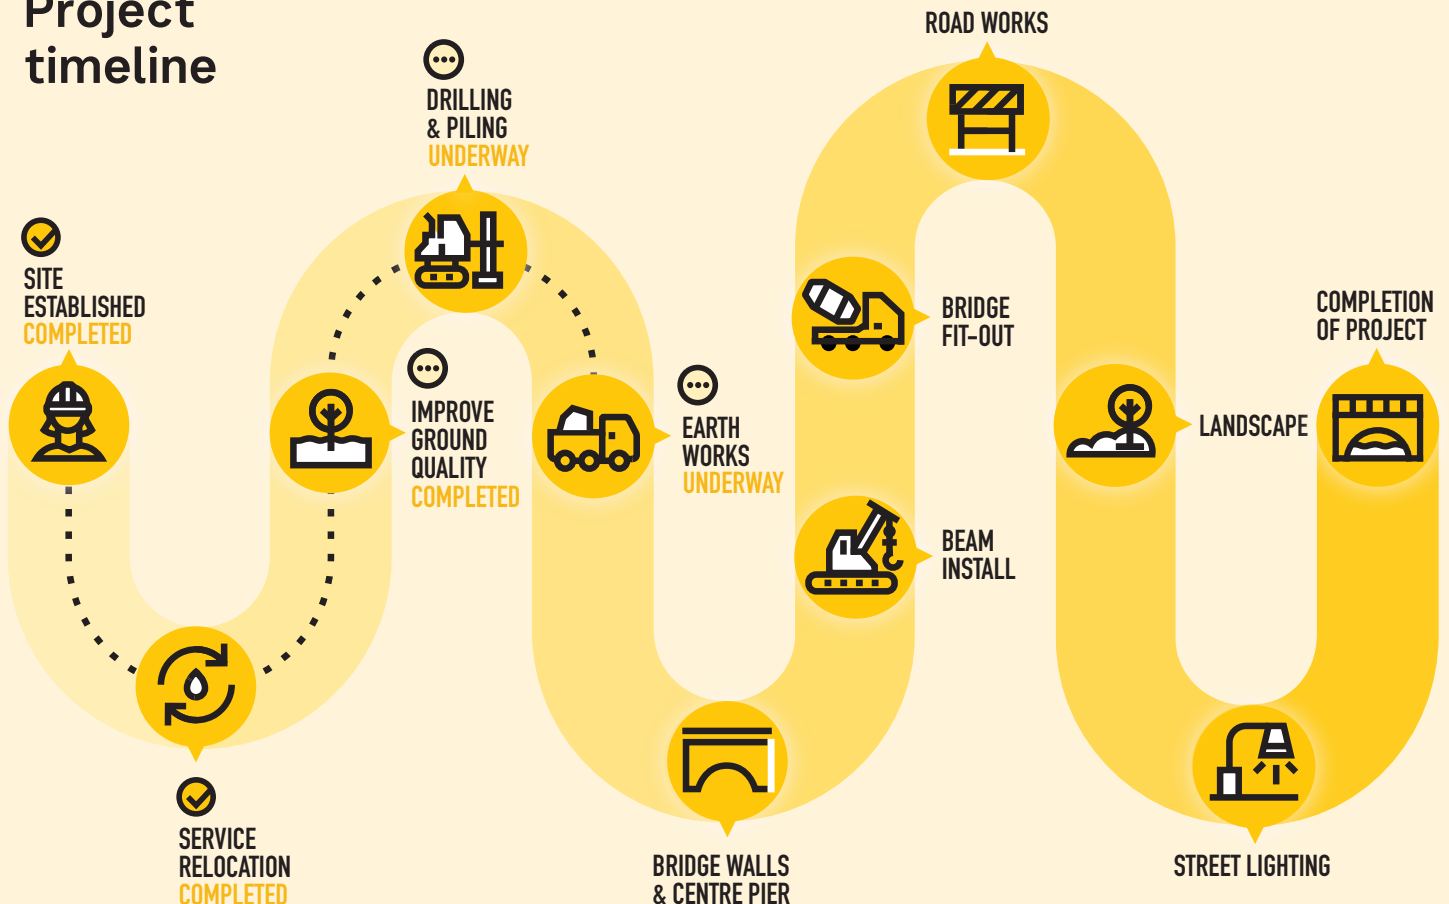 Project
timeline
SITE
ESTABLISHED
COMPLETED
SERVICE
RELOCATION
COMPLETED
IMPROVE
GROUND
QUALITY
COMPLETED
DRILLING
& PILING
UNDERWAY
EARTH
WORKS
UNDERWAY
BRIDGE WALLS
& CENTRE PIER
BEAM
INSTALL
BRIDGE
FIT-OUT
ROAD WORKS
LANDSCAPE
STREET LIGHTING
COMPLETION
OF PROJECT